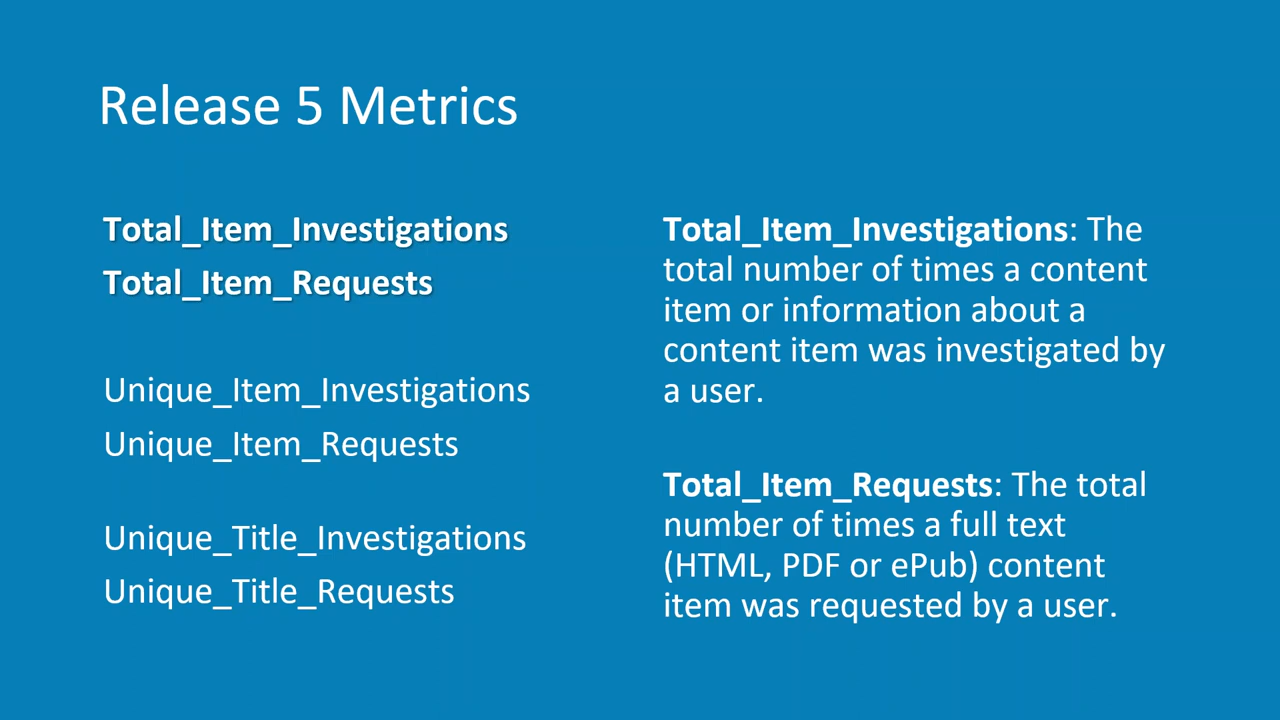 Release 5 Metrics
Total_Item_Investigations
Total_Item_Requests
Unique_Item_Investigations
Unique_Item_Requests
Unique_Title_Investigations
Unique_Title_Requests
Total_Item_Investigations: The
total number of times a content
item or information about a
content item was investigated by
a user.
Total_Item_Requests: The total
number of times a full text
(HTML, PDF or ePub) content
item was requested by a user.